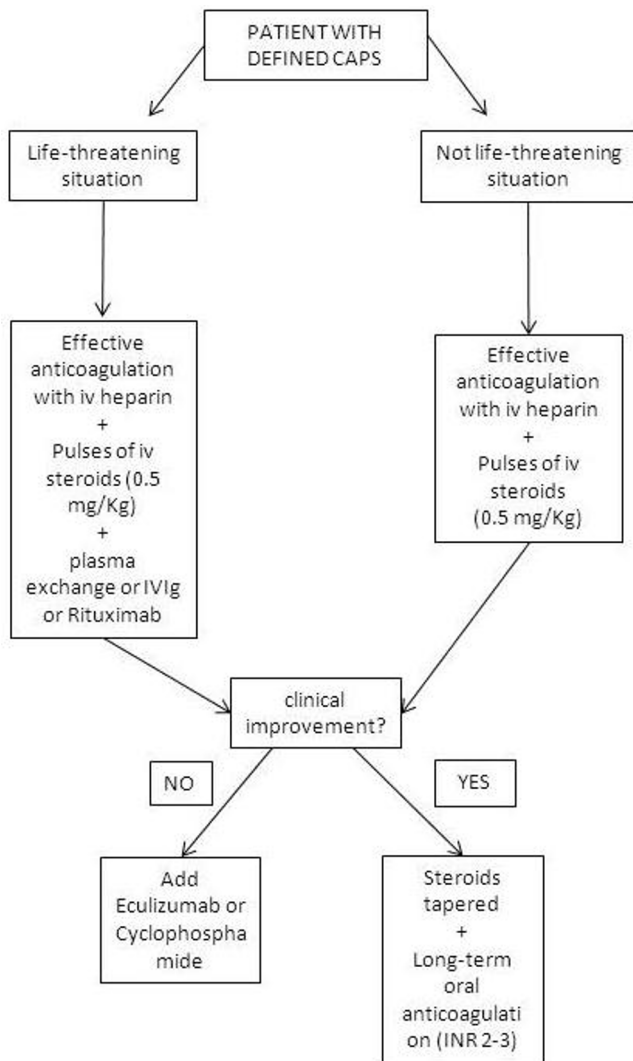 PATIENT WITH
DEFINED CAPS
Life-threatening
situation
Not life-threatening
situation
Effective
anticoagulation
with iv heparin
+
Pulses of iv
steroids (0.5
mg/Kg)
+
plasma
exchange or IVIg
or Rituximab
Effective
anticoagulation
with iv heparin
+
Pulses of iv
steroids
(0.5 mg/Kg)
clinical
improvement?
NO
YES
Add
Eculizumab or
Cyclophospha
mide
Steroids
tapered
+
Long-term
oral
anticoagulati
on (INR 2-3)